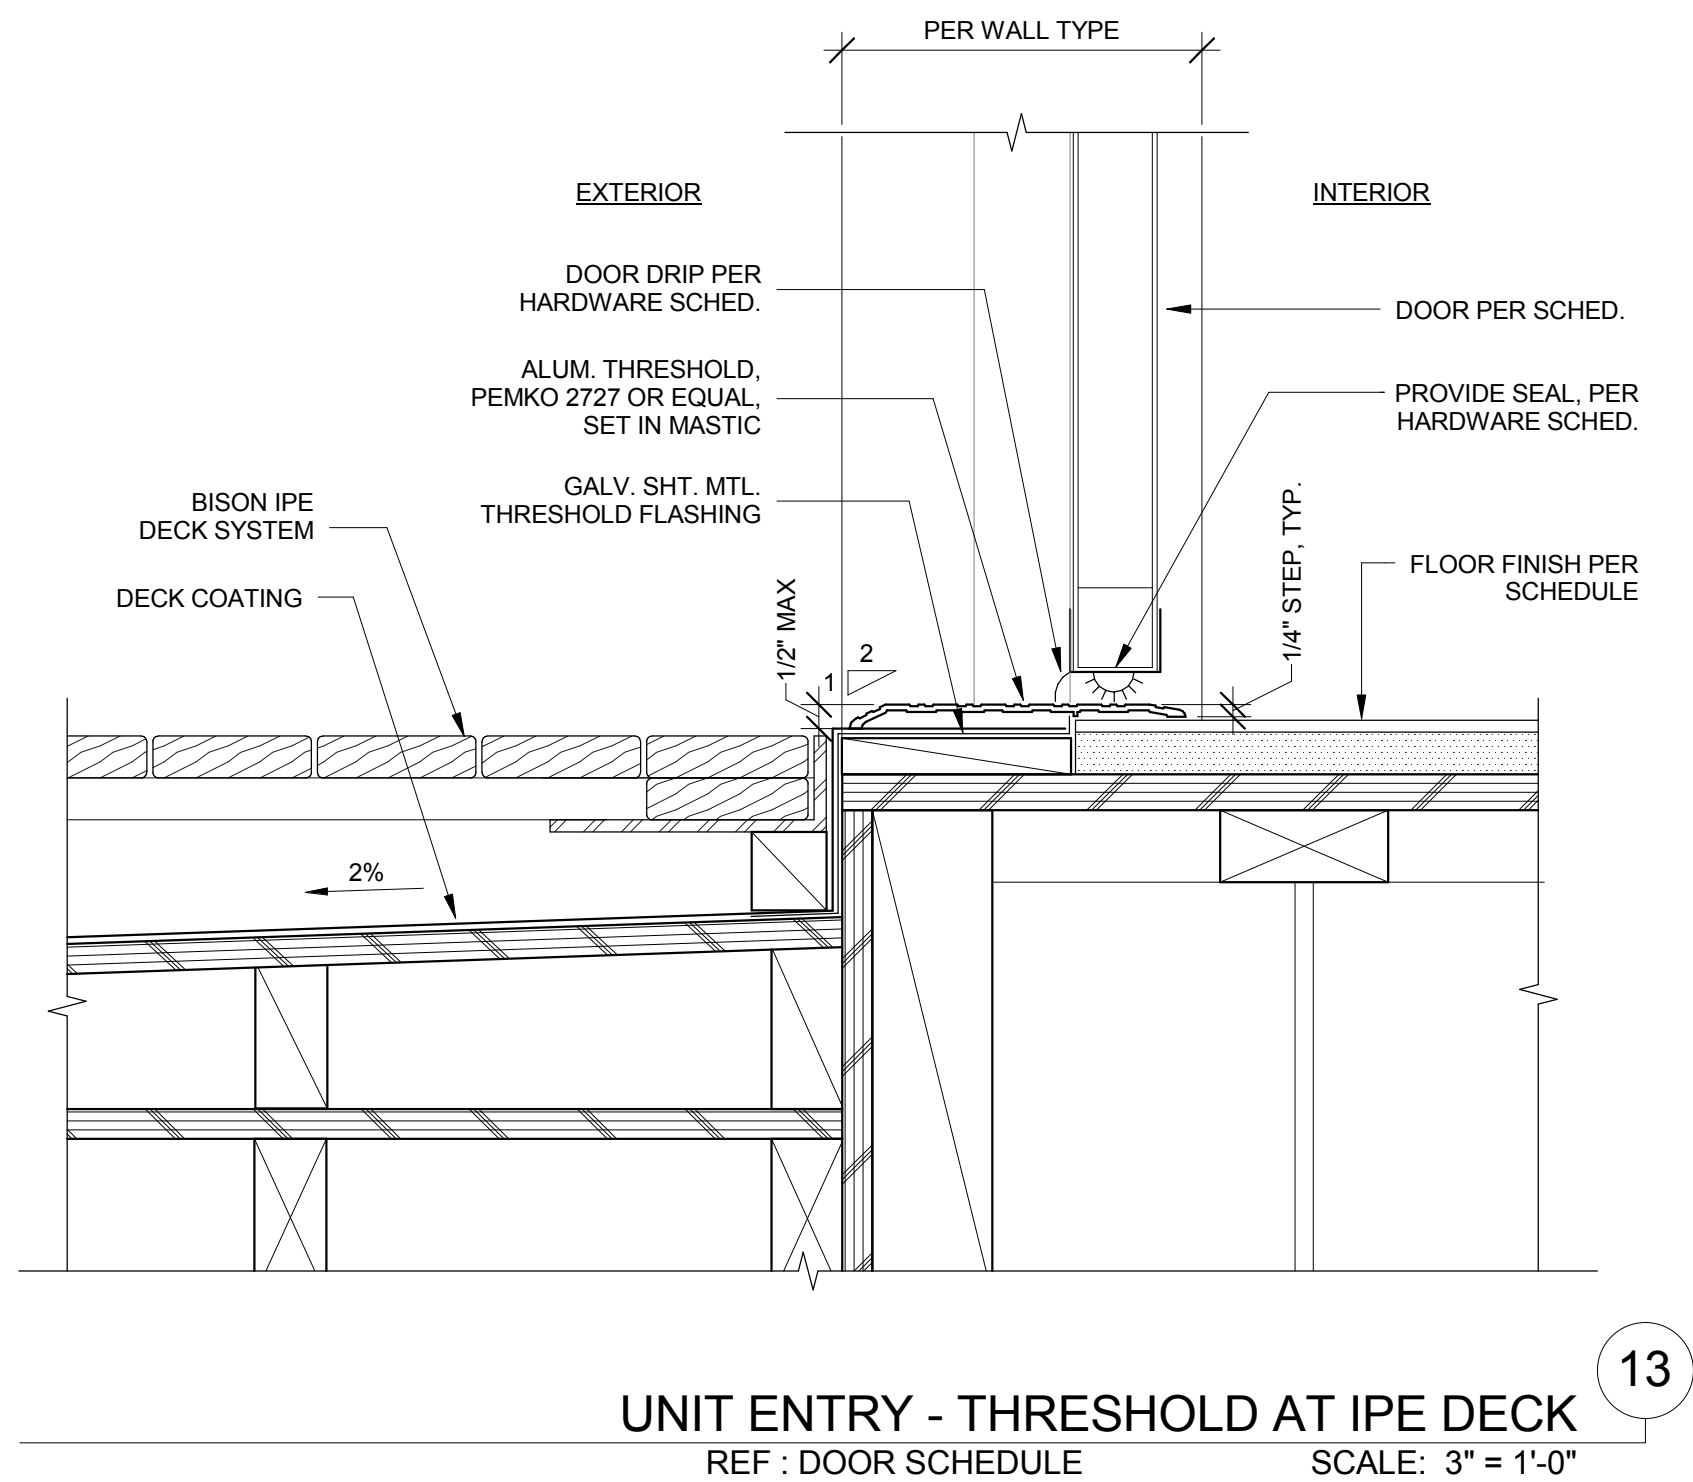 PER WALL TYPE
EXTERIOR
INTERIOR
DOOR DRIP PER
HARDWARE SCHED.
DOOR PER SCHED.
ALUM. THRESHOLD,
PEMKO 2727 OR EQUAL,
SET IN MASTIC
PROVIDE SEAL, PER
HARDWARE SCHED.
GALV. SHT. MTL.
THRESHOLD FLASHING
BISON IPE
DECK SYSTEM
DECK COATING
1/2" MAX
1
2
1/4" STEP, TYP.
FLOOR FINISH PER
SCHEDULE
2%
13
UNIT ENTRY - THRESHOLD AT IPE DECK
REF : DOOR SCHEDULE
SCALE: 3" = 1'-0"